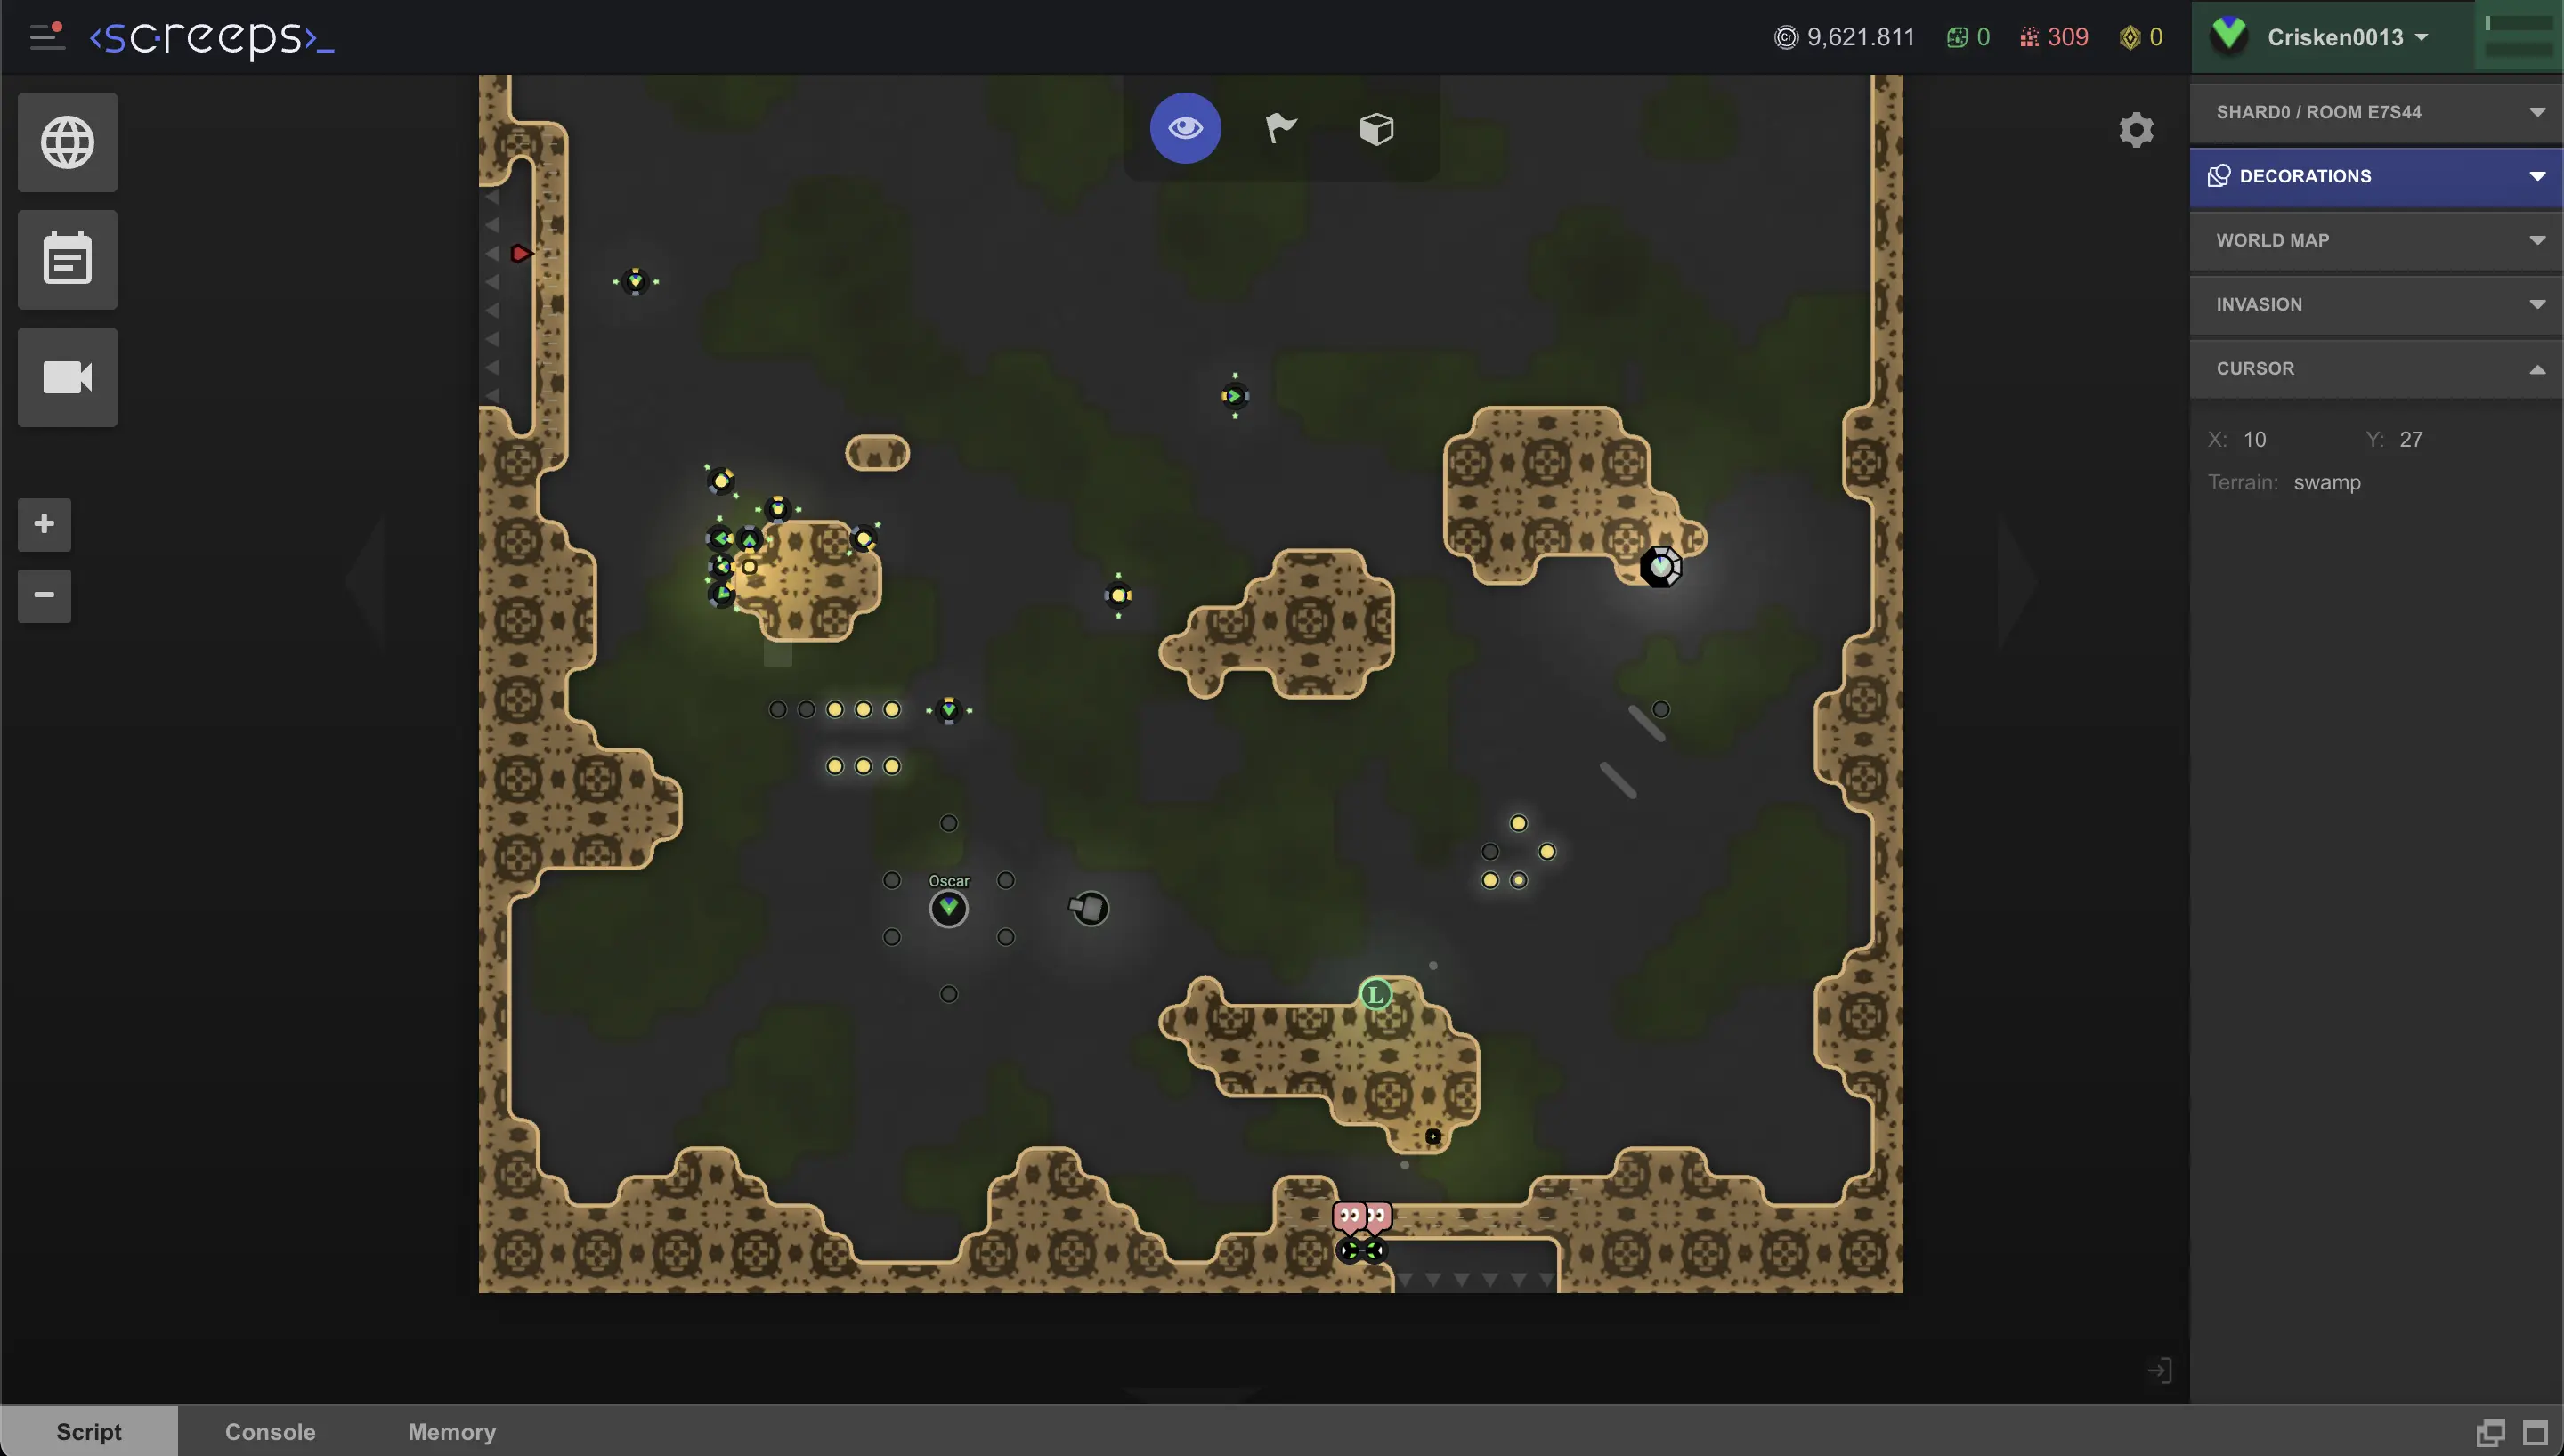 <screeps>_
9,621.811
0
309
0
Crisken0013
SHARD0 / ROOM E7S44
DECORATIONS
WORLD MAP
INVASION
CURSOR
X: 10 Y: 27
Terrain: swamp
Oscar
L
Script Console Memory